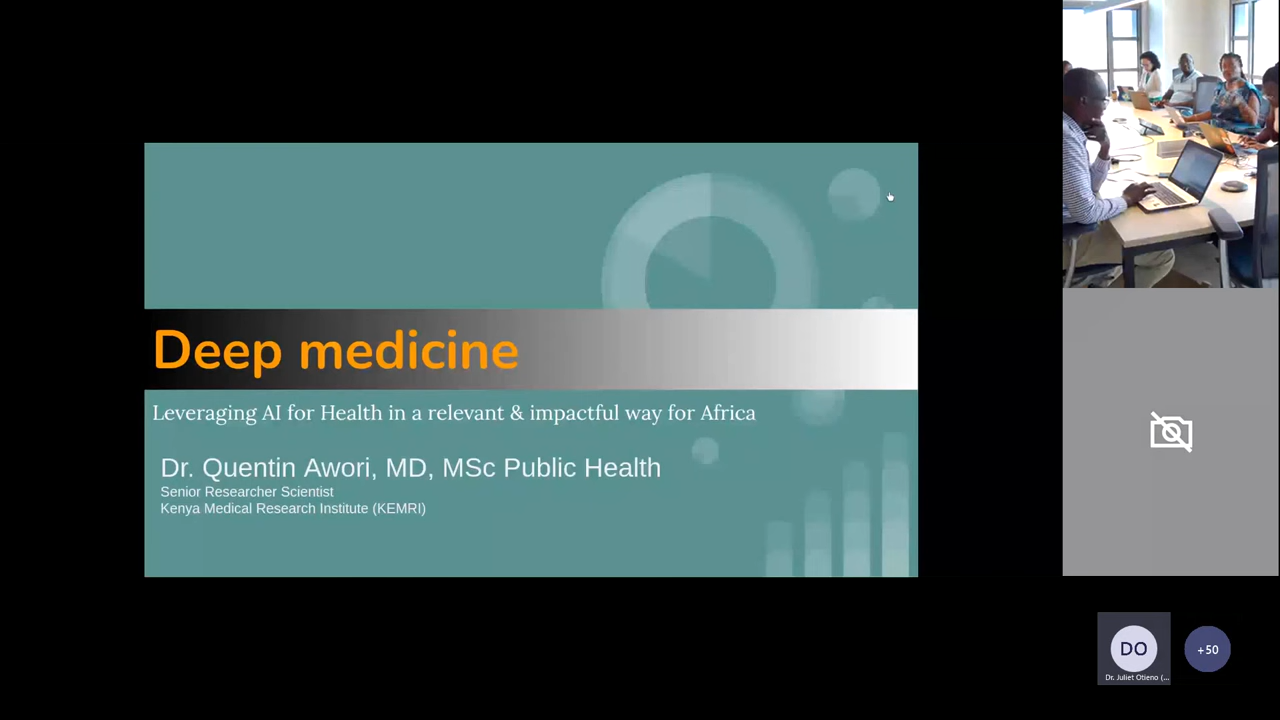 Deep medicine
Leveraging AI for Health in a relevant & impactful way for Africa
Dr. Quentin Awori, MD, MSc Public Health
Senior Researcher Scientist
Kenya Medical Research Institute (KEMRI)
DO
Dr. Juliet Otieno (...
+50